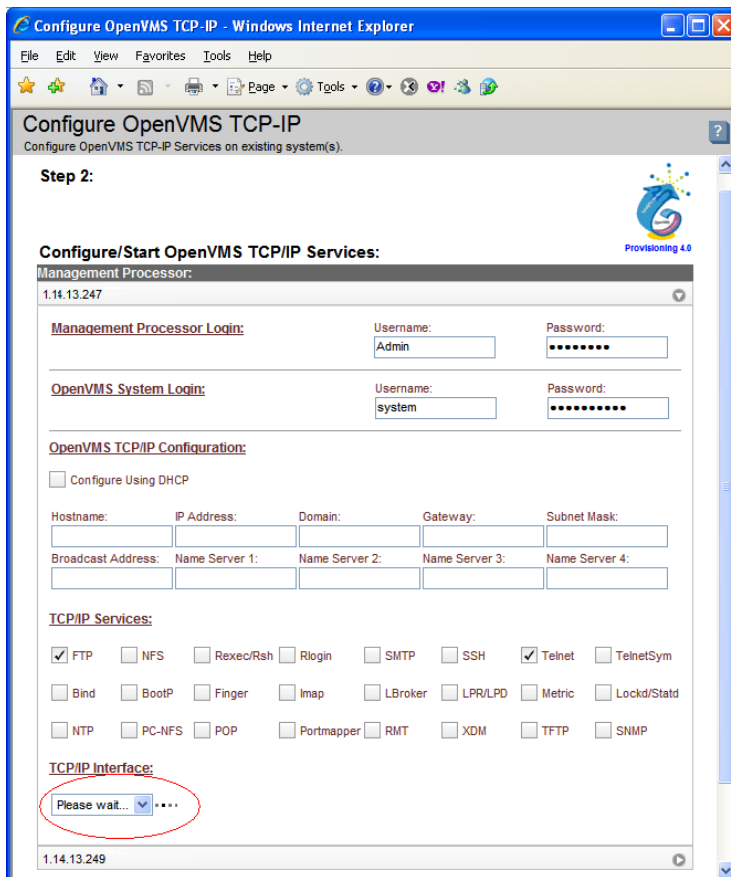 Configure OpenVMS TCP-IP - Windows Internet Explorer
File Edit View Favorites Tools Help
Page Tools
Configure OpenVMS TCP-IP
Configure OpenVMS TCP-IP Services on existing system(s).
Step 2:
Provisioning 4.0
Configure/Start OpenVMS TCP/IP Services:
Management Processor:
1.14.13.247
Management Processor Login: Username: Password:
Admin ••••••••
OpenVMS System Login: Username: Password:
system ••••••••••
OpenVMS TCP/IP Configuration:
Configure Using DHCP
Hostname: IP Address: Domain: Gateway: Subnet Mask:
Broadcast Address: Name Server 1: Name Server 2: Name Server 3: Name Server 4:
TCP/IP Services:
FTP NFS Rexec/Rsh Rlogin SMTP SSH Telnet TelnetSym
Bind BootP Finger Imap LBroker LPR/LPD Metric Lockd/Statd
NTP PC-NFS POP Portmapper RMT XDM TFTP SNMP
TCP/IP Interface:
Please wait...
1.14.13.249